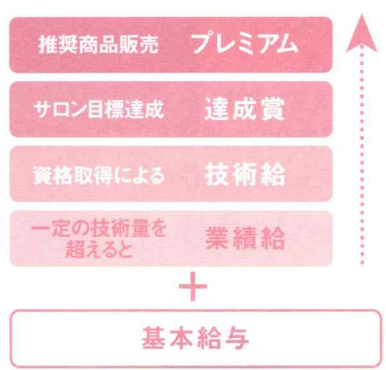 推奨商品販売 プレミアム
サロン目標達成 達成賞
資格取得による 技術給
一定の技術量を
超えると 業績給
+
基本給与